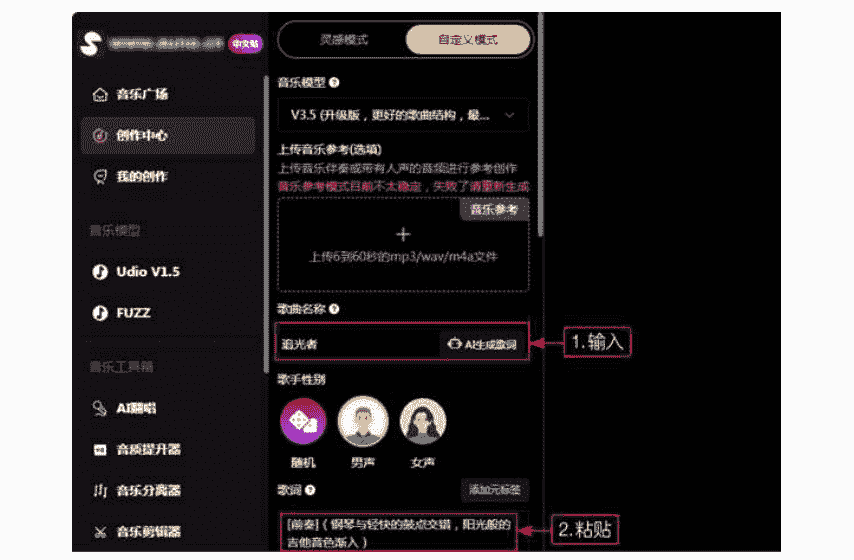 中文站
音乐广场
创作中心
我的创作
音乐模型
Udio V1.5
FUZZ
音乐工具箱
AI翻唱
音质提升器
音乐分离器
音乐剪辑器
灵感模式
自定义模式
音乐模型
V3.5 (升级版，更好的歌曲结构，最...
上传音乐参考(选填)
上传音乐伴奏或带有人声的音频进行参考创作
音乐参考模式目前不太稳定，失败了请重新生成
音乐参考
上传6到60秒的mp3/wav/m4a文件
歌曲名称
追光者
AI生成歌词
1.输入
歌手性别
随机
男声
女声
歌词
添加元标签
[前奏]（钢琴与轻快的鼓点交错，阳光般的
吉他音色渐入）
2.粘贴